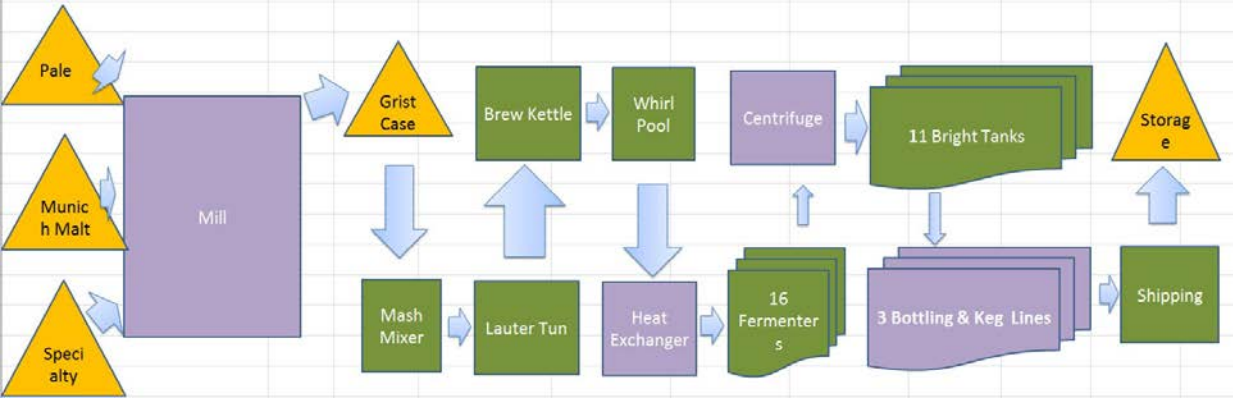 Pale
Munic
h Malt
Speci
alty
Mill
Grist
Case
Mash
Mixer
Lauter Tun
Brew Kettle
Whirl
Pool
Heat
Exchanger
16
Fermenter
s
Centrifuge
11 Bright Tanks
3 Bottling & Keg Lines
Shipping
Storag
e